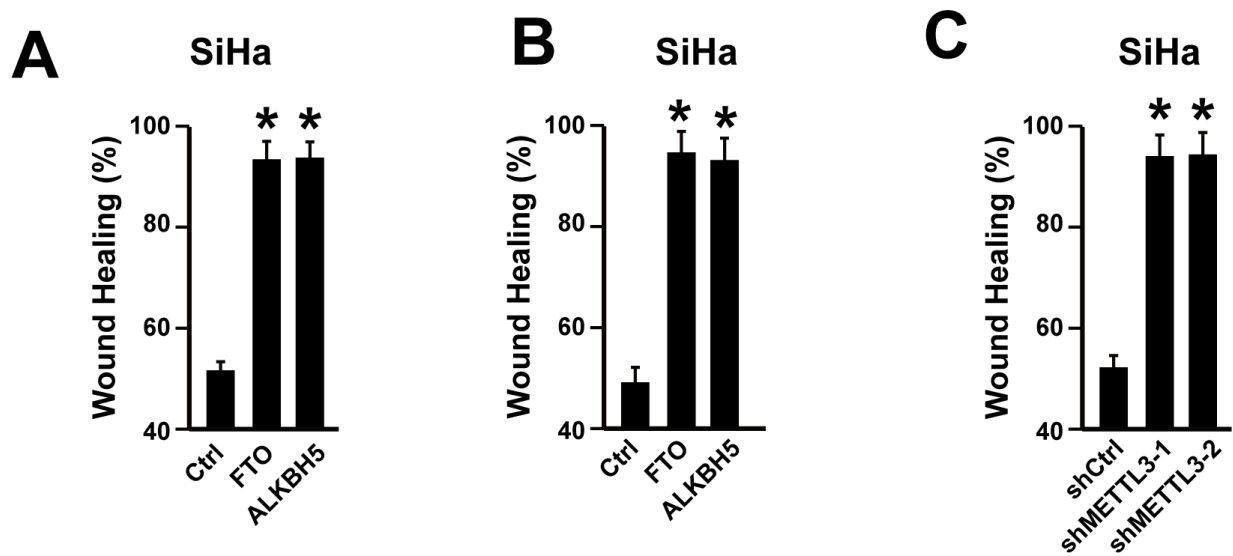 A
SiHa
Wound Healing (%)
100
80
60
40
*
*
Ctrl
FTO
ALKBH5
B
SiHa
Wound Healing (%)
100
80
60
40
*
*
Ctrl
FTO
ALKBH5
C
SiHa
Wound Healing (%)
100
80
60
40
*
*
shCtrl
shMETTL3-1
shMETTL3-2